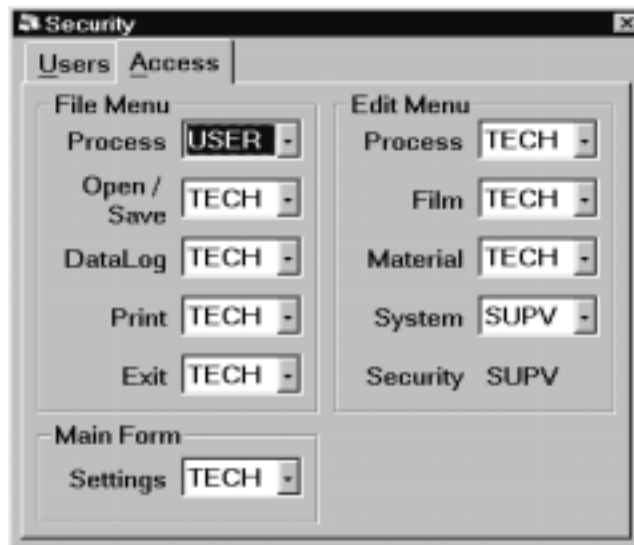 Security
Users Access
File Menu
Process USER
Open /
Save TECH
DataLog TECH
Print TECH
Exit TECH
Edit Menu
Process TECH
Film TECH
Material TECH
System SUPV
Security SUPV
Main Form
Settings TECH